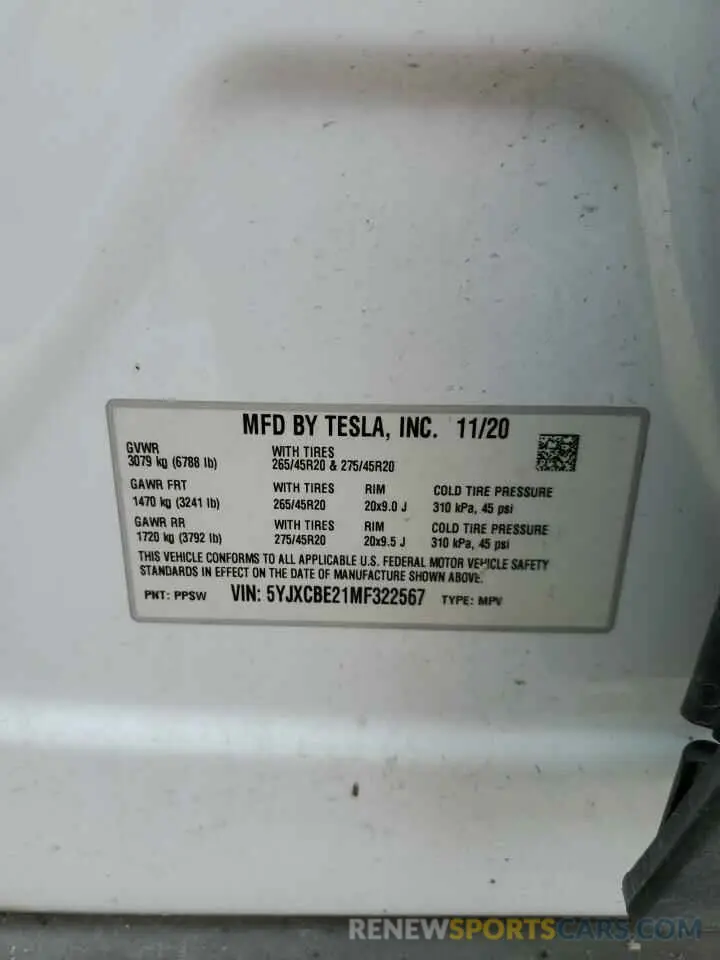 MFD BY TESLA, INC. 11/20
GVWR
3079 kg (6788 lb)
WITH TIRES
265/45R20 & 275/45R20
GAWR FRT
1470 kg (3241 lb)
WITH TIRES
265/45R20
RIM
20x9.0 J
COLD TIRE PRESSURE
310 kPa, 45 psi
GAWR RR
1720 kg (3792 lb)
WITH TIRES
275/45R20
RIM
20x9.5 J
COLD TIRE PRESSURE
310 kPa, 45 psi
THIS VEHICLE CONFORMS TO ALL APPLICABLE U.S. FEDERAL MOTOR VEHICLE SAFETY
STANDARDS IN EFFECT ON THE DATE OF MANUFACTURE SHOWN ABOVE.
PNT: PPSW VIN: 5YJXCBE21MF322567 TYPE: MPV
RENEWSPORTSCARS.COM